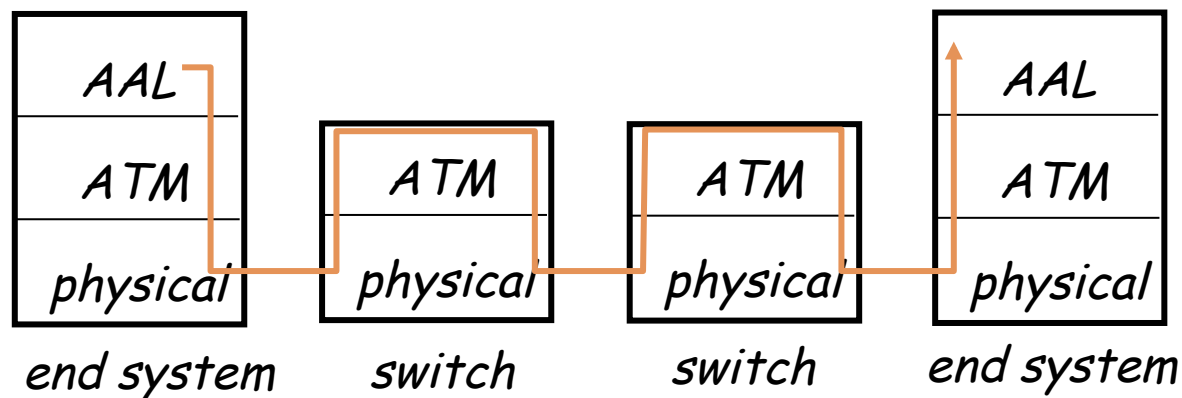 AAL
ATM
physical
end system
ATM
physical
switch
ATM
physical
switch
AAL
ATM
physical
end system